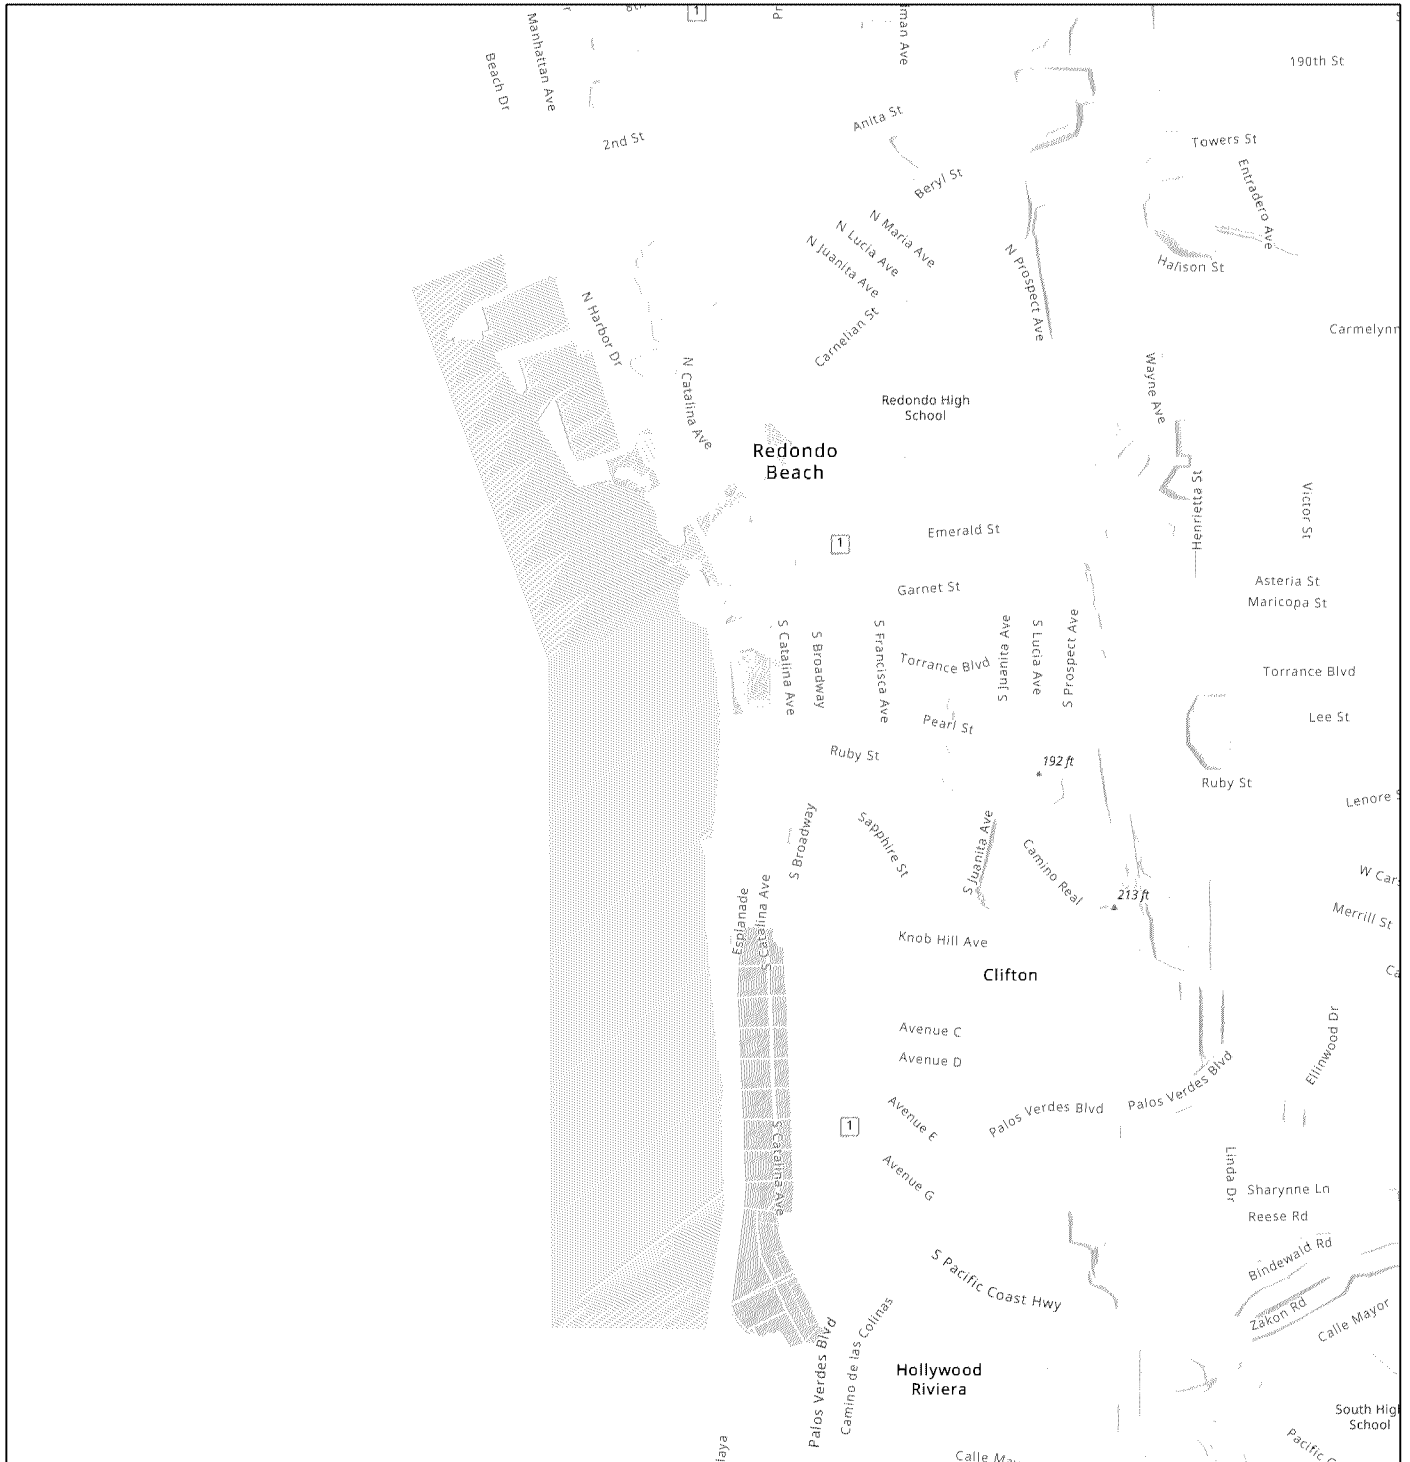 1
Manhattan Ave
Beach Dr
190th St
2nd St
Anita St
Towers St
Entradero Ave
Beryl St
N Maria Ave
N Lucia Ave
N Juanita Ave
N Prospect Ave
Halison St
N Harbor Dr
Carnelian St
Carmelynn
N Catalina Ave
Wayne Ave
Redondo High
School
Redondo
Beach
Henrietta St
Victor St
Emerald St
1
Garnet St
Asteria St
Maricopa St
S Catalina Ave
S Broadway
S Francisca Ave
Torrance Blvd
S Juanita Ave
S Lucia Ave
S Prospect Ave
Torrance Blvd
Pearl St
Lee St
Ruby St
192 ft
Ruby St
Lenore
S Broadway
Sapphire St
S Juanita Ave
Camino Real
W Car
213 ft
Esplanade
S Catalina Ave
Merrill St
Knob Hill Ave
Clifton
Ca
Avenue C
Avenue D
Ellinwood Dr
Palos Verdes Blvd
Palos Verdes Blvd
Avenue E
1
S Catalina Ave
Avenue G
Linda Dr
Sharynne Ln
Reese Rd
S Pacific Coast Hwy
Bindewald Rd
Zakon Rd
Calle Mayor
Palos Verdes Blvd
Camino de las Colinas
Hollywood
Riviera
South Hig
School
Pacific
Calle